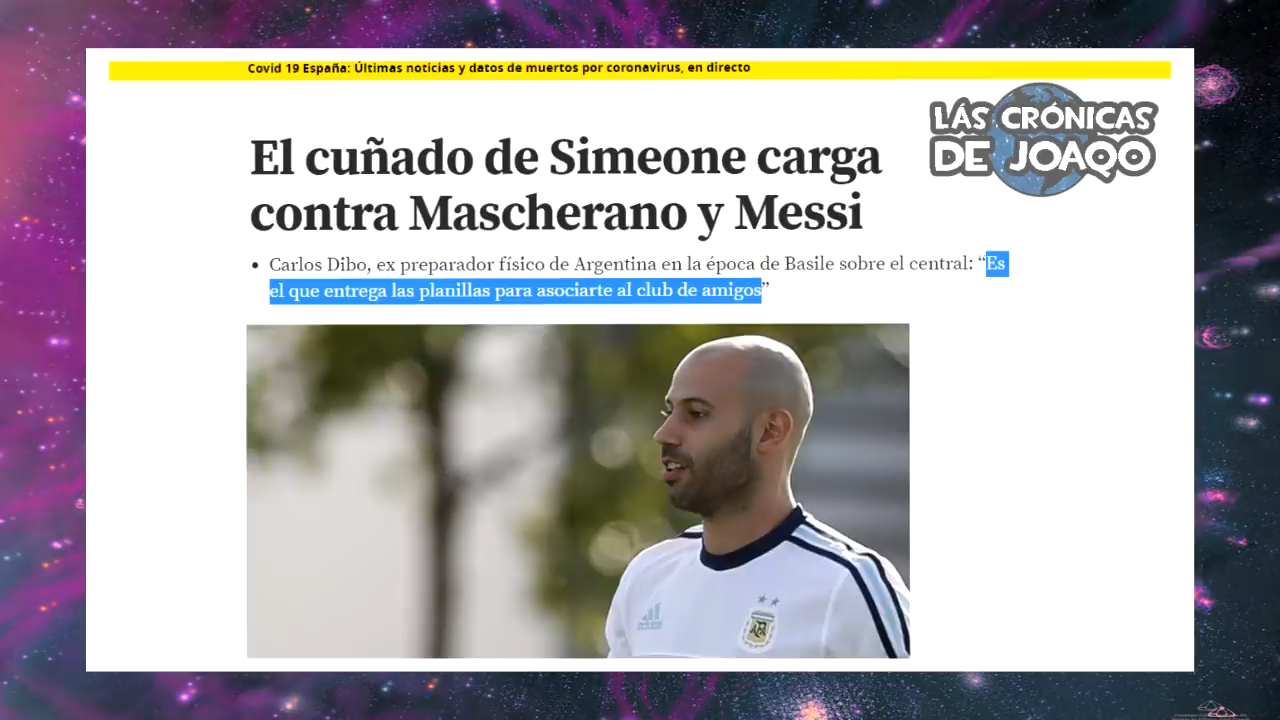 Covid 19 España: Últimas noticias y datos de muertos por coronavirus, en directo
LÁS CRÓNICAS
DE JOAQO
El cuñado de Simeone carga
contra Mascherano y Messi
• Carlos Dibo, ex preparador físico de Argentina en la época de Basile sobre el central: “Es
el que entrega las planillas para asociarte al club de amigos”
adidas
AFA